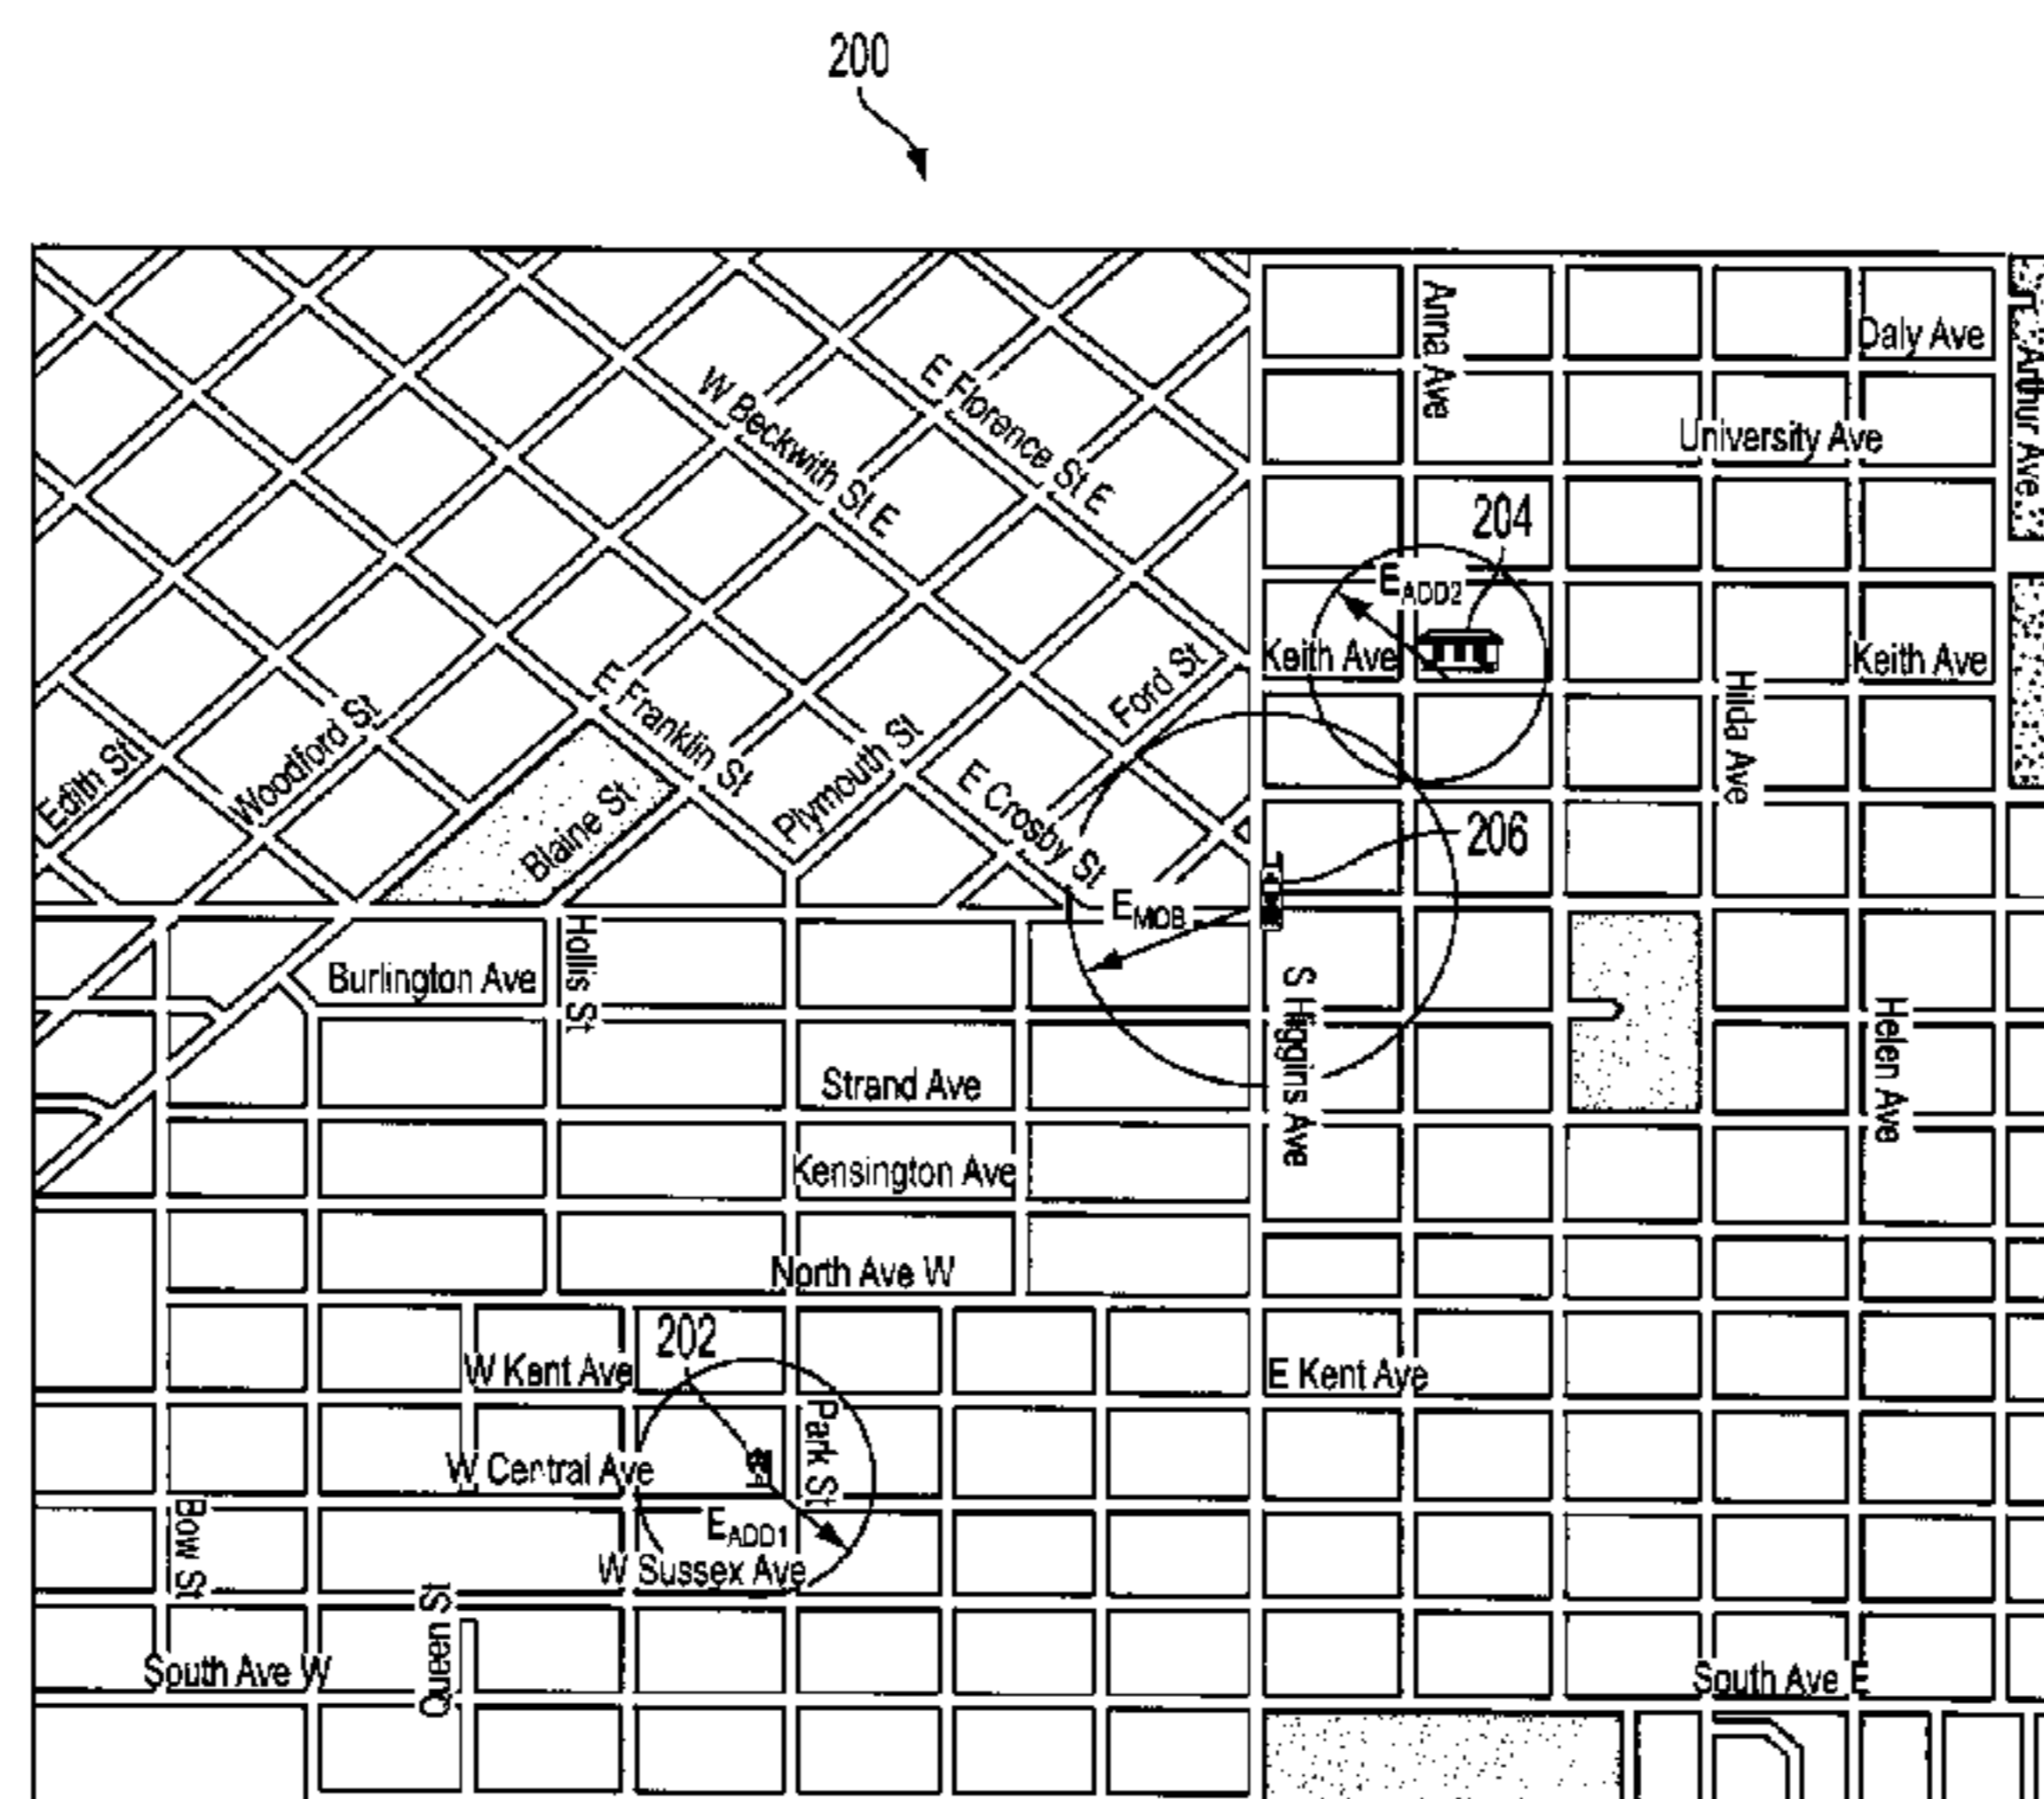 200
Anna Ave
Daly Ave
Arthur Ave
W Beckwith St E
E Florence St E
University Ave
204
E ADD2
Keith Ave
Keith Ave
Ford St
Hilda Ave
E Franklin St
Plymouth St
Edith St
Woodford St
Blaine St
E Crosby St
206
E MOB
Hollis St
Burlington Ave
S Higgins Ave
Helen Ave
Strand Ave
Kensington Ave
North Ave W
202
W Kent Ave
E Kent Ave
Park St
W Central Ave
E ADD1
Bow St
W Sussex Ave
Queen St
South Ave W
South Ave E